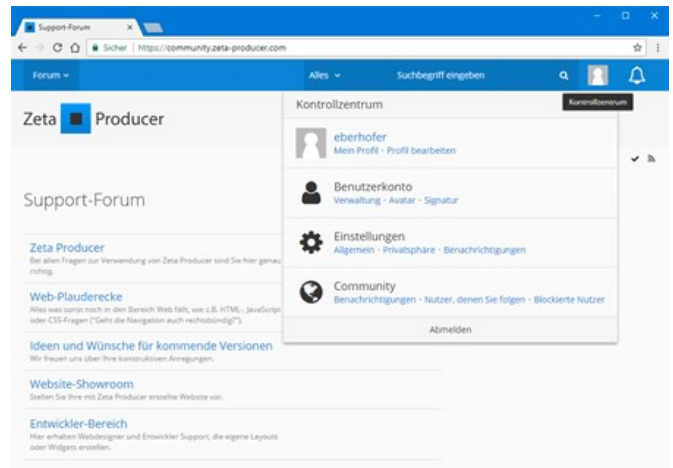 Support-Forum
Sicher | https://community.zeta-producer.com
Forum
Alles
Suchbegriff eingeben
Kontrollzentrum
Kontrollzentrum
Zeta Producer
eberhofer
Mein Profil - Profil bearbeiten
Benutzerkonto
Verwaltung - Avatar - Signatur
Einstellungen
Allgemein - Privatsphäre - Benachrichtigungen
Community
Benachrichtigungen - Nutzer, denen Sie folgen - Blockierte Nutzer
Abmelden
Support-Forum
Zeta Producer
Bei allen Fragen zur Verwendung von Zeta Producer sind Sie hier genau
richtig.
Web-Plauderecke
Alles was sonst noch in den Bereich Web fällt, wie z.B. HTML-, JavaScript
oder CSS-Fragen ("Geht die Navigation auch rechtsbündig?").
Ideen und Wünsche für kommende Versionen
Wir freuen uns über Ihre konstruktiven Anregungen.
Website-Showroom
Stellen Sie Ihre mit Zeta Producer erstellte Website vor.
Entwickler-Bereich
Hier erhalten Webdesigner und Entwickler Support, die eigene Layouts
oder Widgets erstellen.